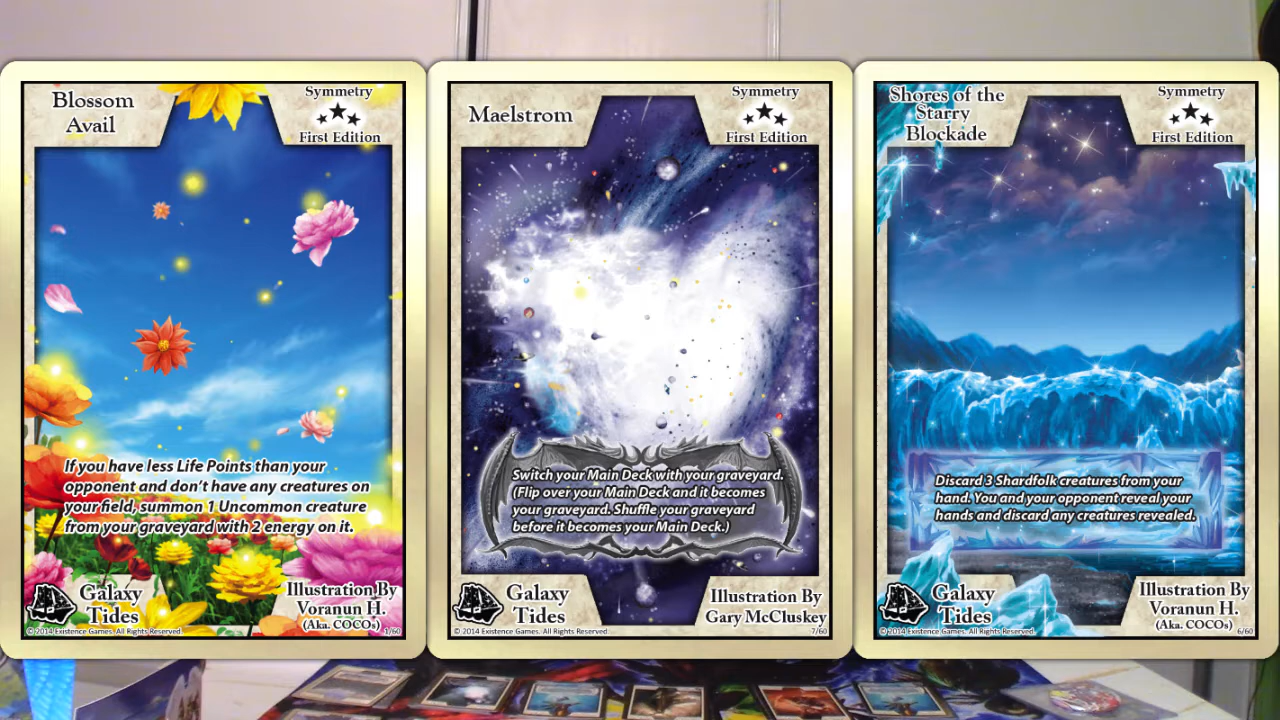 Blossom
Avail
Symmetry
First Edition
If you have less Life Points than your
opponent and don't have any creatures on
your field, summon 1 Uncommon creature
from your graveyard with 2 energy on it.
Galaxy
Tides
Illustration By
Voranun H.
(Aka. COCOs)
© 2014 Existence Games. All Rights Reserved.
1/60
Maelstrom
Symmetry
First Edition
Switch your Main Deck with your graveyard.
(Flip over your Main Deck and it becomes
your graveyard. Shuffle your graveyard
before it becomes your Main Deck.)
Galaxy
Tides
Illustration By
Gary McCluskey
© 2014 Existence Games. All Rights Reserved.
7/60
Shores of the
Starry
Blockade
Symmetry
First Edition
Discard 3 Shardfolk creatures from your
hand. You and your opponent reveal your
hands and discard any creatures revealed.
Galaxy
Tides
Illustration By
Voranun H.
(Aka. COCOs)
© 2014 Existence Games. All Rights Reserved.
6/60